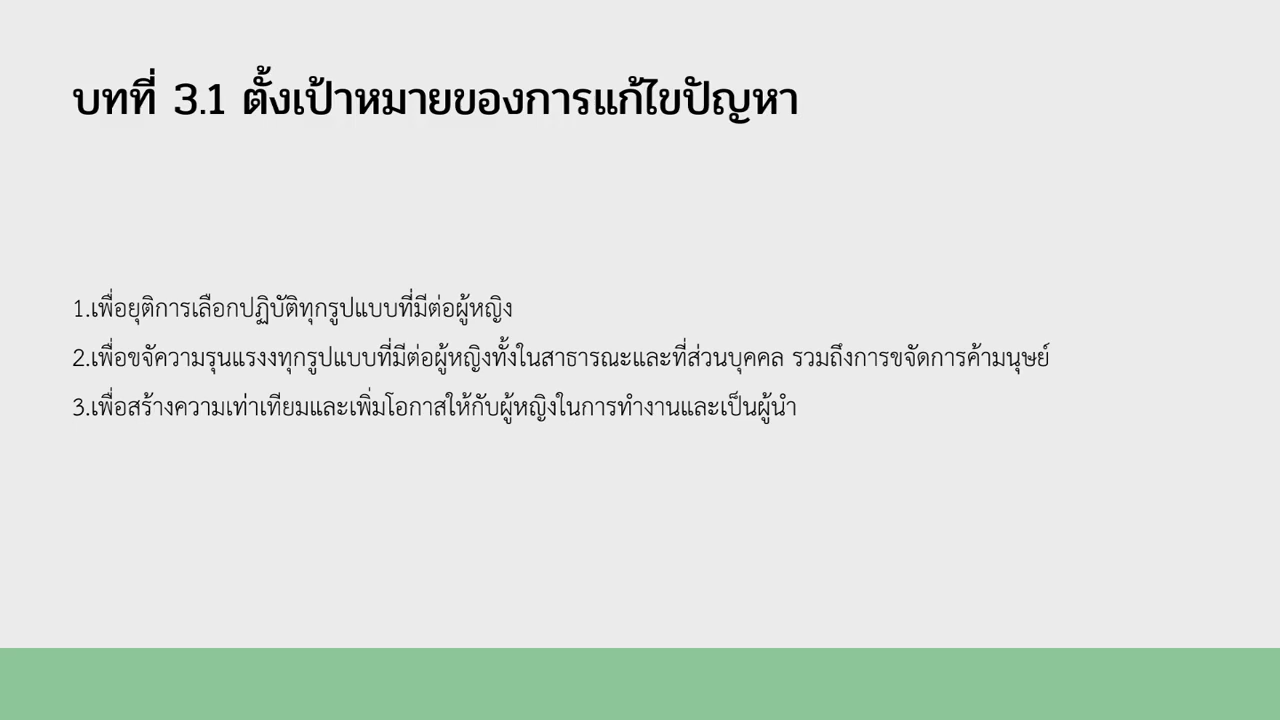 บทที่ 3.1 ตั้งเป้าหมายของการแก้ไขปัญหา
1.เพื่อยุติการเลือกปฏิบัติทุกรูปแบบที่มีต่อผู้หญิง
2.เพื่อขจัความรุนแรงงทุกรูปแบบที่มีต่อผู้หญิงทั้งในสาธารณะและที่ส่วนบุคคล รวมถึงการขจัดการค้ามนุษย์
3.เพื่อสร้างความเท่าเทียมและเพิ่มโอกาสให้กับผู้หญิงในการทำงานและเป็นผู้นำ